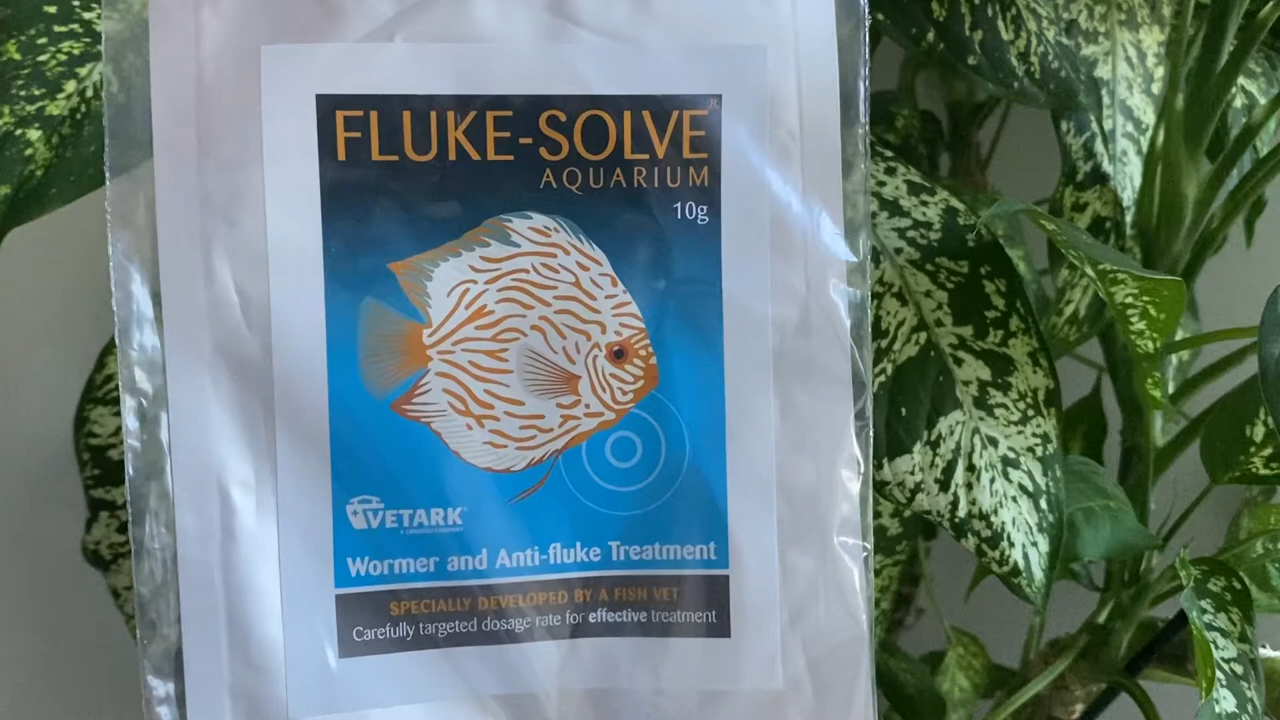 FLUKE-SOLVE®
AQUARIUM
10g
VETARK®
Wormer and Anti-fluke Treatment
SPECIALLY DEVELOPED BY A FISH VET
Carefully targeted dosage rate for effective treatment